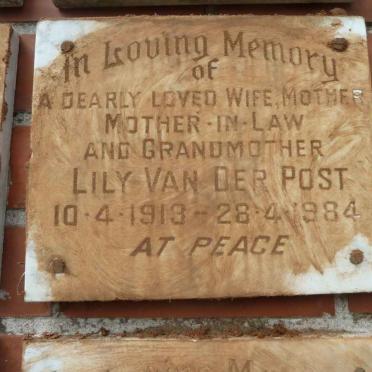 In Loving Memory
of
A DEARLY LOVED WIFE, MOTHER
MOTHER-IN-LAW
AND GRANDMOTHER
LILY VAN DER POST
10·4·1913 – 28·4·1984
AT PEACE